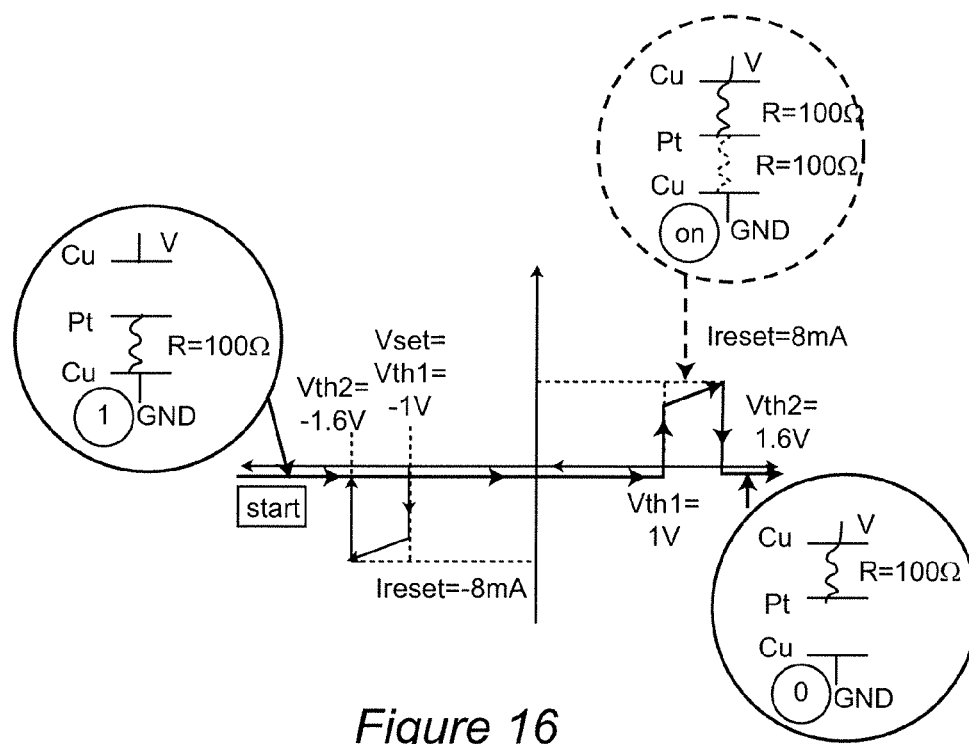 Cu
V
R=100Ω
Pt
R=100Ω
Cu
on
GND
Cu
V
Pt
R=100Ω
Cu
1
GND
Vset=
Vth1=
-1V
Vth2=
-1.6V
Ireset=8mA
Vth2=
1.6V
start
Vth1=
1V
Ireset=-8mA
Cu
V
R=100Ω
Pt
Cu
0
GND
Figure 16